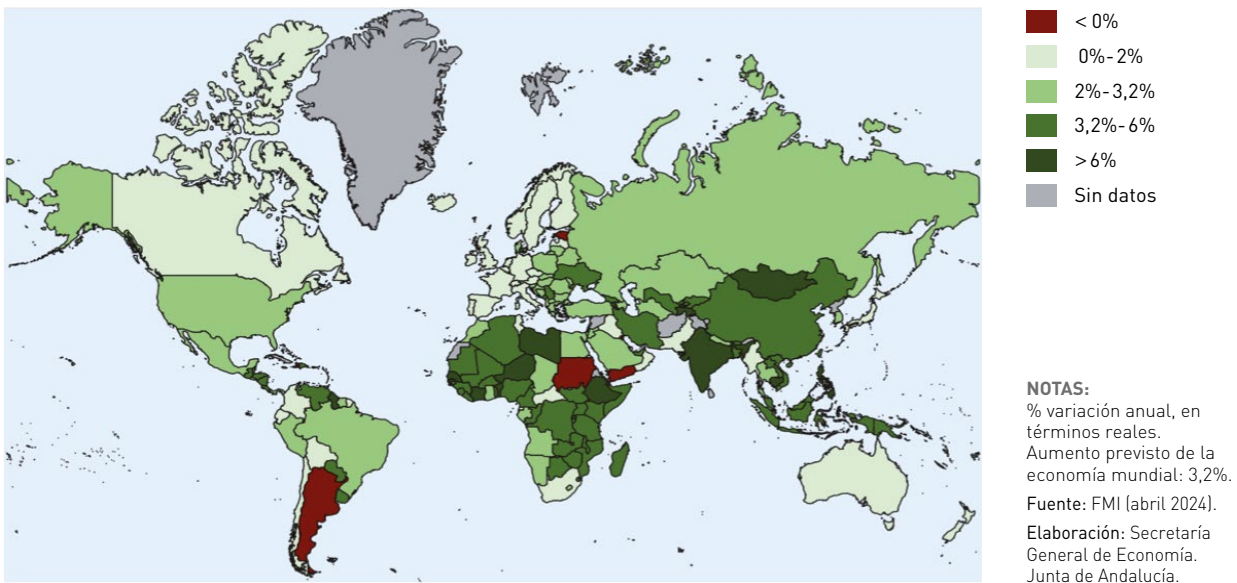 < 0%
0%-2%
2%-3,2%
3,2%-6%
>6%
Sin datos
NOTAS:
% variación anual, en
términos reales.
Aumento previsto de la
economía mundial: 3,2%.
Fuente: FMI (abril 2024).
Elaboración: Secretaría
General de Economía.
Junta de Andalucía.